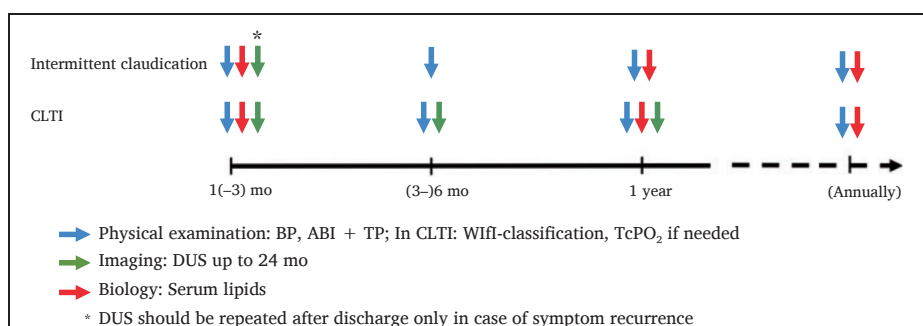 *
Intermittent claudication
CLTI
1(–3) mo (3–)6 mo 1 year (Annually)
Physical examination: BP, ABI + TP; In CLTI: WIfI-classification, TcPO₂ if needed
Imaging: DUS up to 24 mo
Biology: Serum lipids
* DUS should be repeated after discharge only in case of symptom recurrence